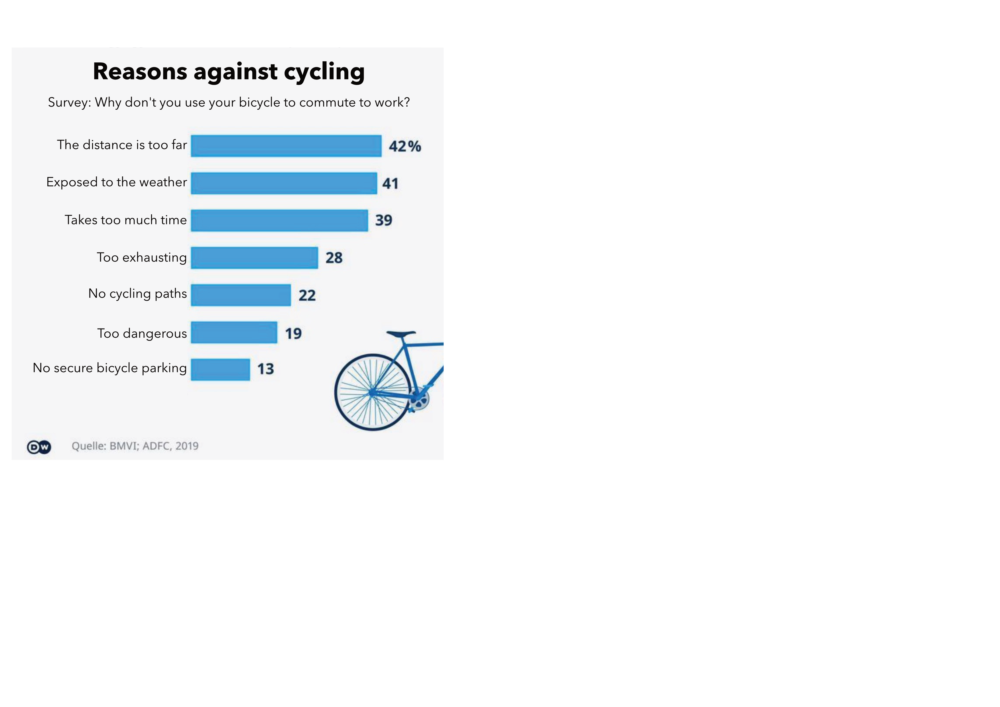 Reasons against cycling
Survey: Why don't you use your bicycle to commute to work?
The distance is too far 42%
Exposed to the weather 41
Takes too much time 39
Too exhausting 28
No cycling paths 22
Too dangerous 19
No secure bicycle parking 13
DW Quelle: BMVI; ADFC, 2019